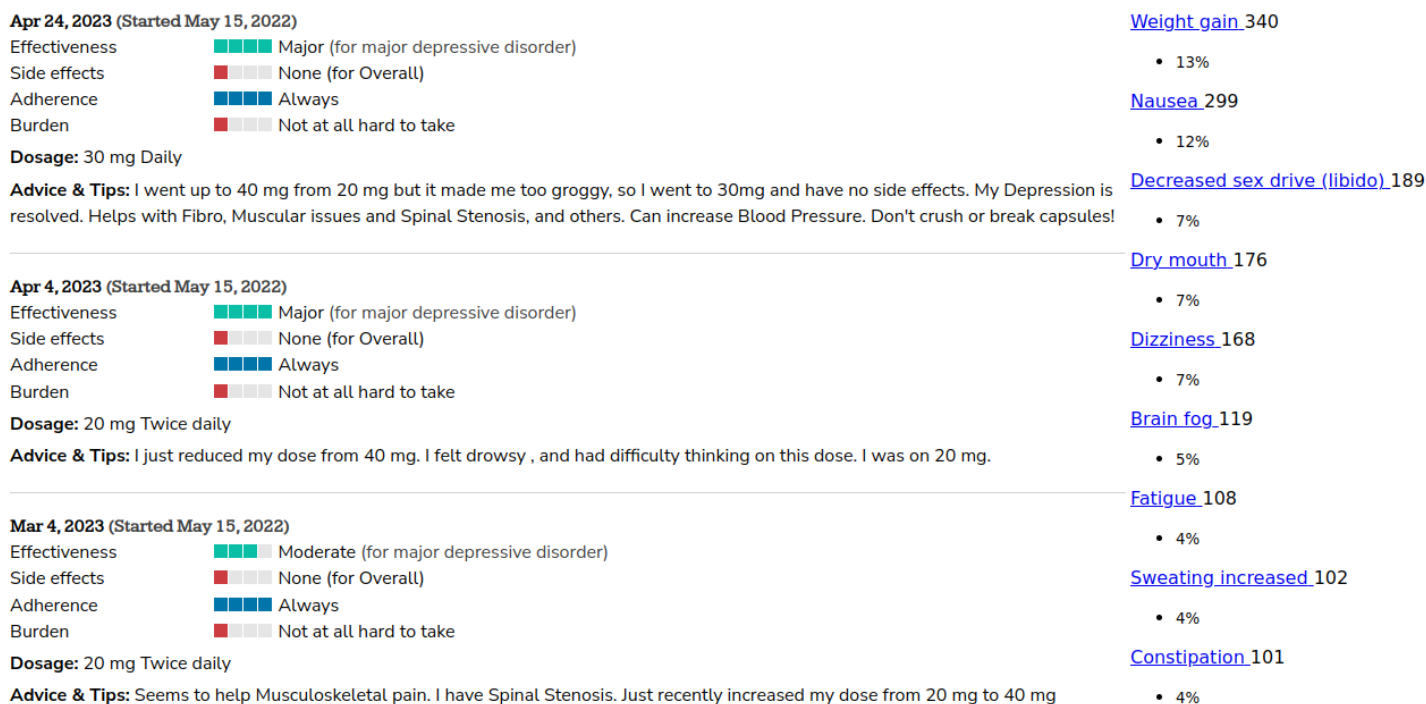 Apr 24, 2023 (Started May 15, 2022)
Effectiveness Major (for major depressive disorder)
Side effects None (for Overall)
Adherence Always
Burden Not at all hard to take
Dosage: 30 mg Daily
Advice & Tips: I went up to 40 mg from 20 mg but it made me too groggy, so I went to 30mg and have no side effects. My Depression is
resolved. Helps with Fibro, Muscular issues and Spinal Stenosis, and others. Can increase Blood Pressure. Don't crush or break capsules!
Apr 4, 2023 (Started May 15, 2022)
Effectiveness Major (for major depressive disorder)
Side effects None (for Overall)
Adherence Always
Burden Not at all hard to take
Dosage: 20 mg Twice daily
Advice & Tips: I just reduced my dose from 40 mg. I felt drowsy , and had difficulty thinking on this dose. I was on 20 mg.
Mar 4, 2023 (Started May 15, 2022)
Effectiveness Moderate (for major depressive disorder)
Side effects None (for Overall)
Adherence Always
Burden Not at all hard to take
Dosage: 20 mg Twice daily
Advice & Tips: Seems to help Musculoskeletal pain. I have Spinal Stenosis. Just recently increased my dose from 20 mg to 40 mg
Weight gain 340
• 13%
Nausea 299
• 12%
Decreased sex drive (libido) 189
• 7%
Dry mouth 176
• 7%
Dizziness 168
• 7%
Brain fog 119
• 5%
Fatigue 108
• 4%
Sweating increased 102
• 4%
Constipation 101
• 4%